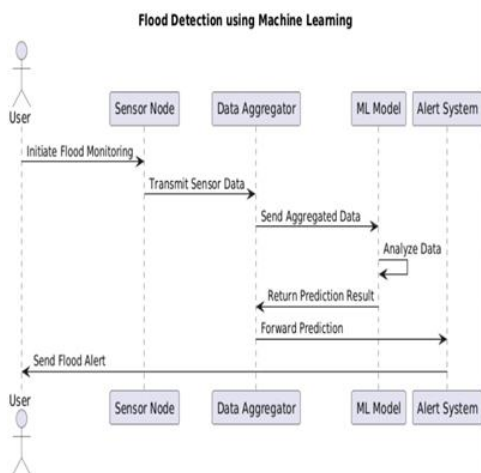 Flood Detection using Machine Learning
User
Sensor Node
Data Aggregator
ML Model
Alert System
Initiate Flood Monitoring
Transmit Sensor Data
Send Aggregated Data
Analyze Data
Return Prediction Result
Forward Prediction
Send Flood Alert
User
Sensor Node
Data Aggregator
ML Model
Alert System